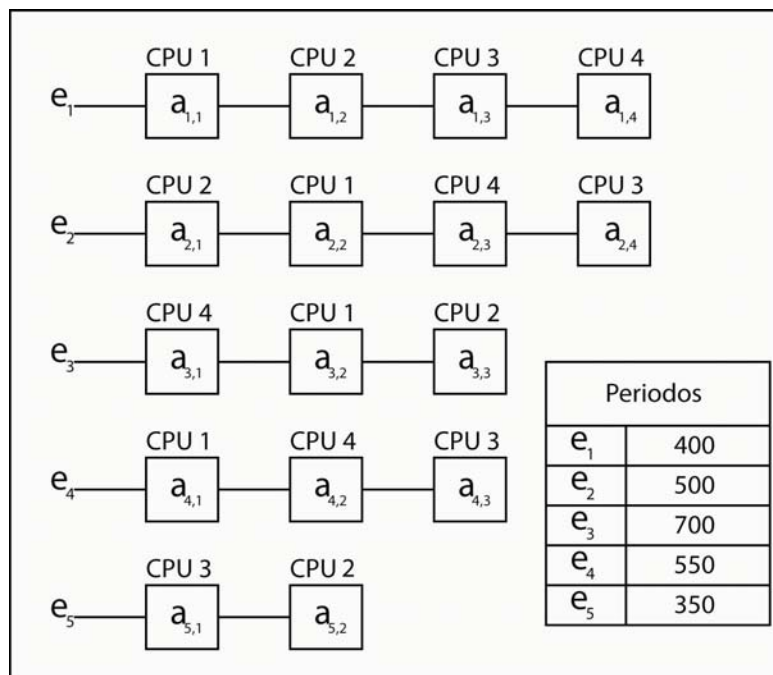 CPU 1 CPU 2 CPU 3 CPU 4
e1 a1,1 a1,2 a1,3 a1,4
CPU 2 CPU 1 CPU 4 CPU 3
e2 a2,1 a2,2 a2,3 a2,4
CPU 4 CPU 1 CPU 2
e3 a3,1 a3,2 a3,3
CPU 1 CPU 4 CPU 3
e4 a4,1 a4,2 a4,3
CPU 3 CPU 2
e5 a5,1 a5,2
Periodos
e1 400
e2 500
e3 700
e4 550
e5 350